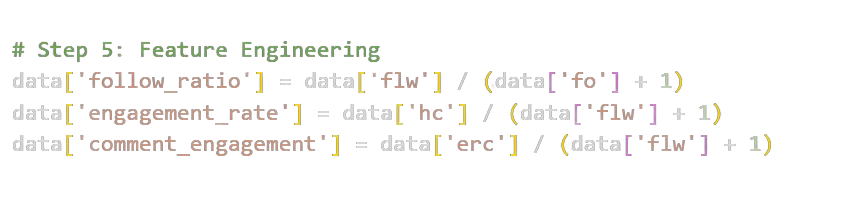 # Step 5: Feature Engineering
data['follow_ratio'] = data['flw'] / (data['fo'] + 1)
data['engagement_rate'] = data['hc'] / (data['flw'] + 1)
data['comment_engagement'] = data['erc'] / (data['flw'] + 1)